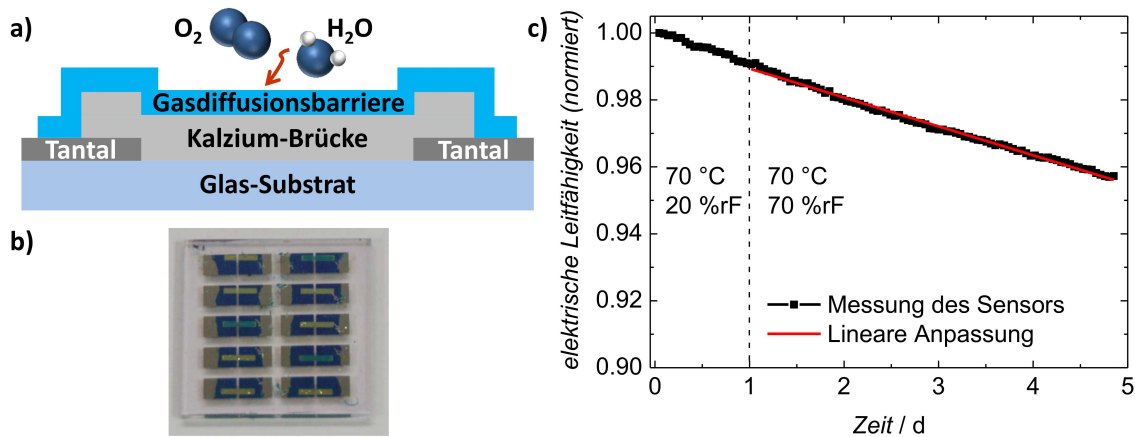 a)
O2
H2O
Gasdiffusionsbarriere
Kalzium-Brücke
Tantal
Tantal
Glas-Substrat
b)
c)
elektrische Leitfähigkeit (normiert)
1.00
0.98
0.96
0.94
0.92
0.90
70 °C
20 %rF
70 °C
70 %rF
Messung des Sensors
Lineare Anpassung
0
1
2
3
4
5
Zeit / d